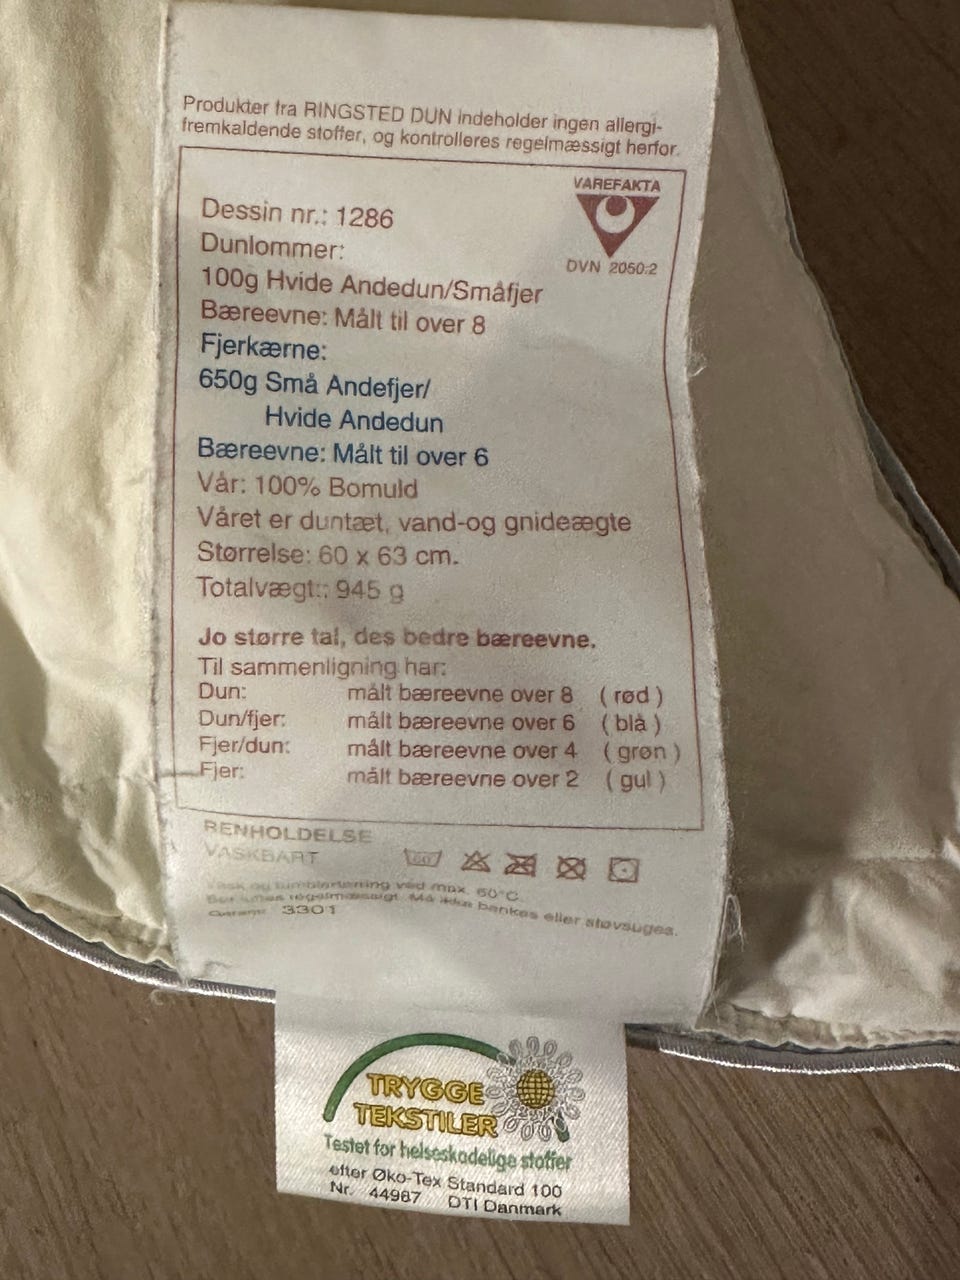 Produkter fra RINGSTED DUN indeholder ingen allergi-
fremkaldende stoffer, og kontrolleres regelmæssigt herfor.
VAREFAKTA
DVN 2050:2
Dessin nr.: 1286
Dunlommer:
100g Hvide Andedun/Småfjer
Bæreevne: Målt til over 8
Fjerkærne:
650g Små Andefjer/
Hvide Andedun
Bæreevne: Målt til over 6
Vår: 100% Bomuld
Våret er duntæt, vand-og gnideægte
Størrelse: 60 x 63 cm.
Totalvægt:: 945 g
Jo større tal, des bedre bæreevne.
Til sammenligning har:
Dun: målt bæreevne over 8 ( rød )
Dun/fjer: målt bæreevne over 6 ( blå )
Fjer/dun: målt bæreevne over 4 ( grøn )
Fjer: målt bæreevne over 2 ( gul )
RENHOLDELSE
VASKBART
60
Vask og tumblertørring ved max. 60°C.
regelmæssigt. Må ikke bankes eller støvsuges.
3301
TRYGGE
TEKSTILER
Testet for helseskadelige stoffer
efter Øko-Tex Standard 100
Nr. 44987 DTI Danmark